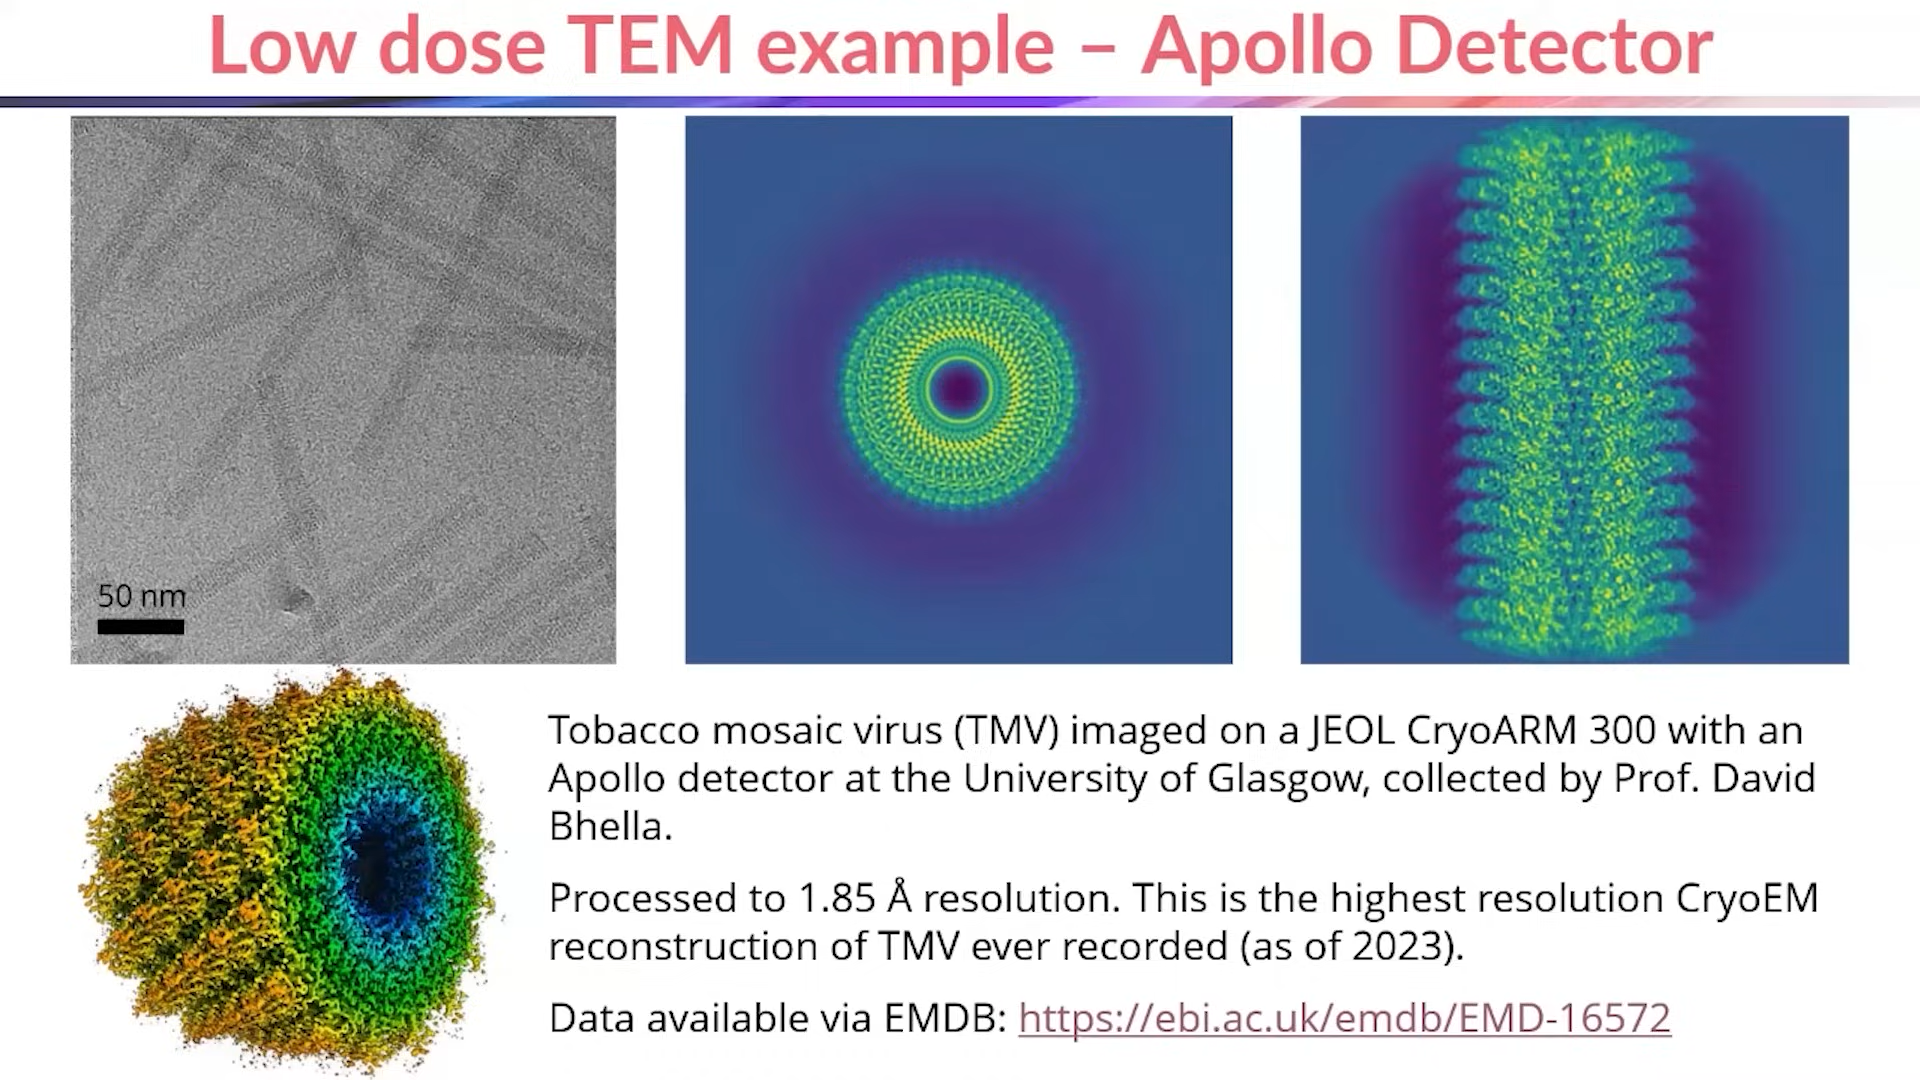 Low dose TEM example – Apollo Detector
50 nm
Tobacco mosaic virus (TMV) imaged on a JEOL CryoARM 300 with an
Apollo detector at the University of Glasgow, collected by Prof. David
Bhella.
Processed to 1.85 Å resolution. This is the highest resolution CryoEM
reconstruction of TMV ever recorded (as of 2023).
Data available via EMDB: https://ebi.ac.uk/emdb/EMD-16572